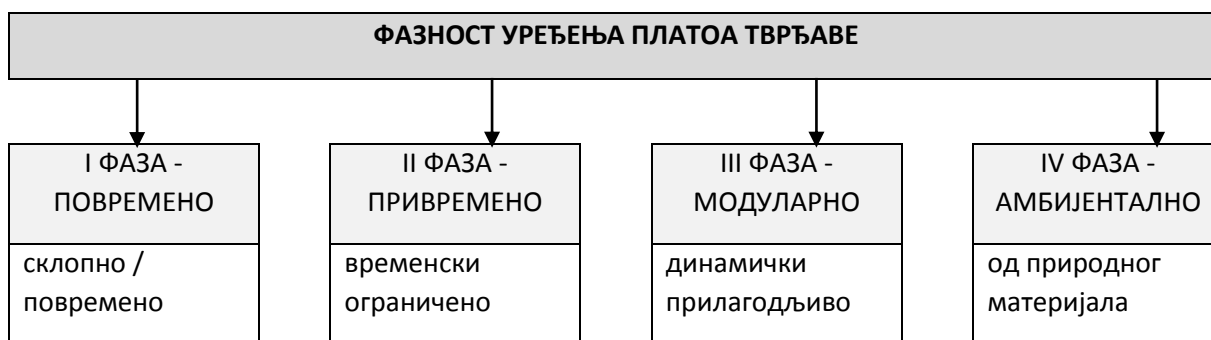 ФАЗНОСТ УРЕЂЕЊА ПЛАТОА ТВРЂАВЕ
I ФАЗА -
ПОВРЕМЕНО
склопно /
повремено
II ФАЗА -
ПРИВРЕМЕНО
временски
ограничено
III ФАЗА -
МОДУЛАРНО
динамички
прилагодљиво
IV ФАЗА -
АМБИЈЕНТАЛНО
од природног
материјала